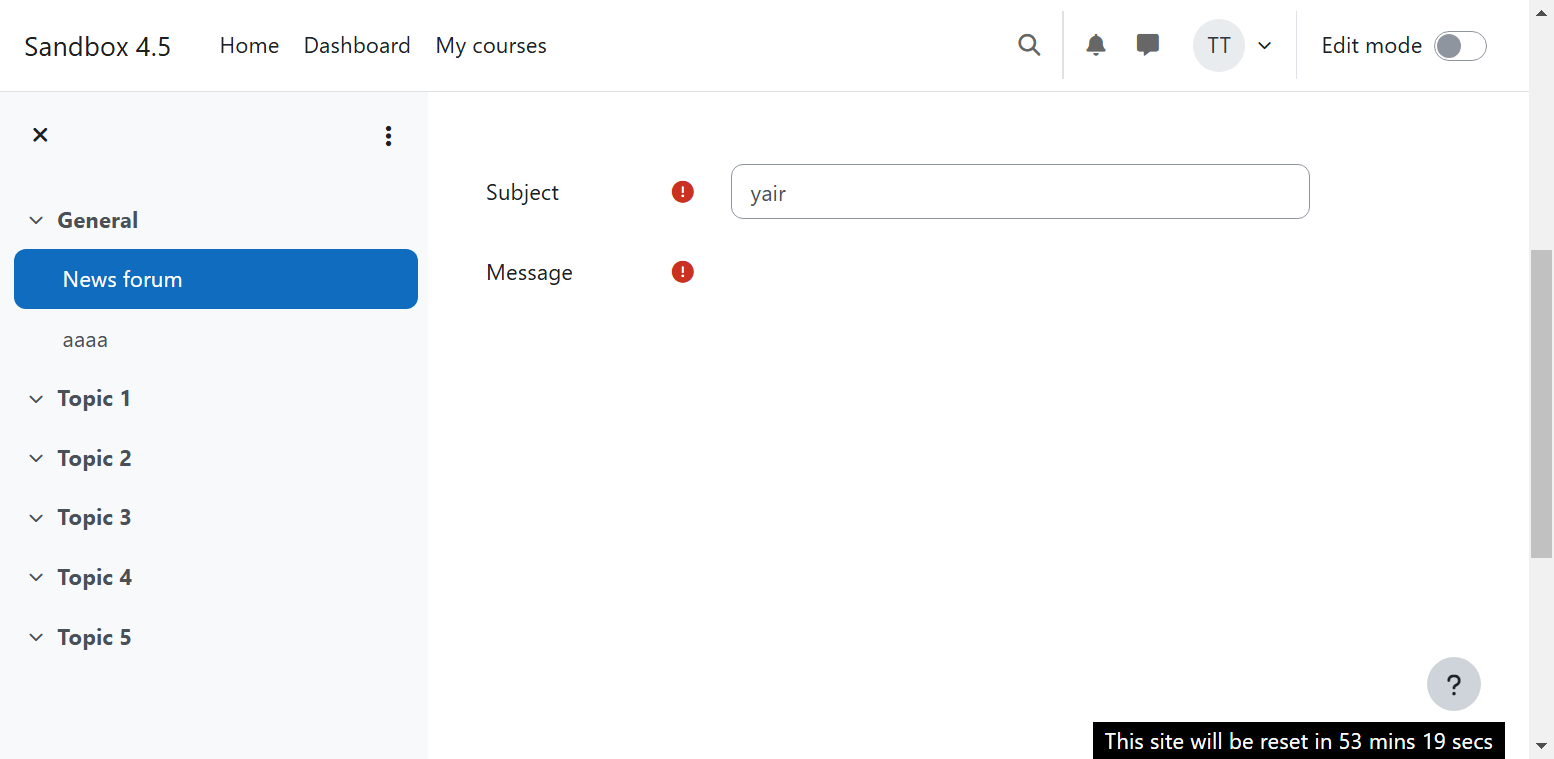 Sandbox 4.5 Home Dashboard My courses TT Edit mode
General
News forum
aaaa
Topic 1
Topic 2
Topic 3
Topic 4
Topic 5
Subject yair
Message
?
This site will be reset in 53 mins 19 secs